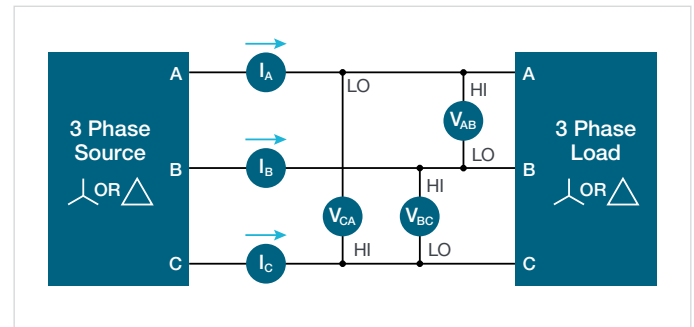 A
I_A
LO
HI
A
V_AB
3 Phase
Source
OR
B
I_B
LO
B
3 Phase
Load
OR
HI
V_CA
V_BC
C
I_C
HI
LO
C